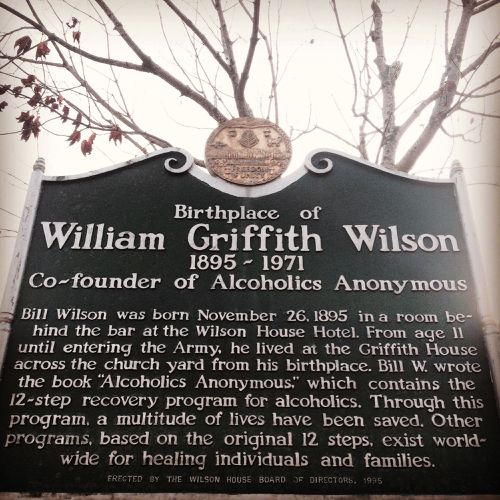 Birthplace of
William Griffith Wilson
1895 - 1971
Co-founder of Alcoholics Anonymous
Bill Wilson was born November 26, 1895 in a room be-
hind the bar at the Wilson House Hotel. From age 11
until entering the Army, he lived at the Griffith House
across the church yard from his birthplace. Bill W. wrote
the book "Alcoholics Anonymous," which contains the
12-step recovery program for alcoholics. Through this
program, a multitude of lives have been saved. Other
programs, based on the original 12 steps, exist world-
wide for healing individuals and families.
ERECTED BY THE WILSON HOUSE BOARD OF DIRECTORS, 1995